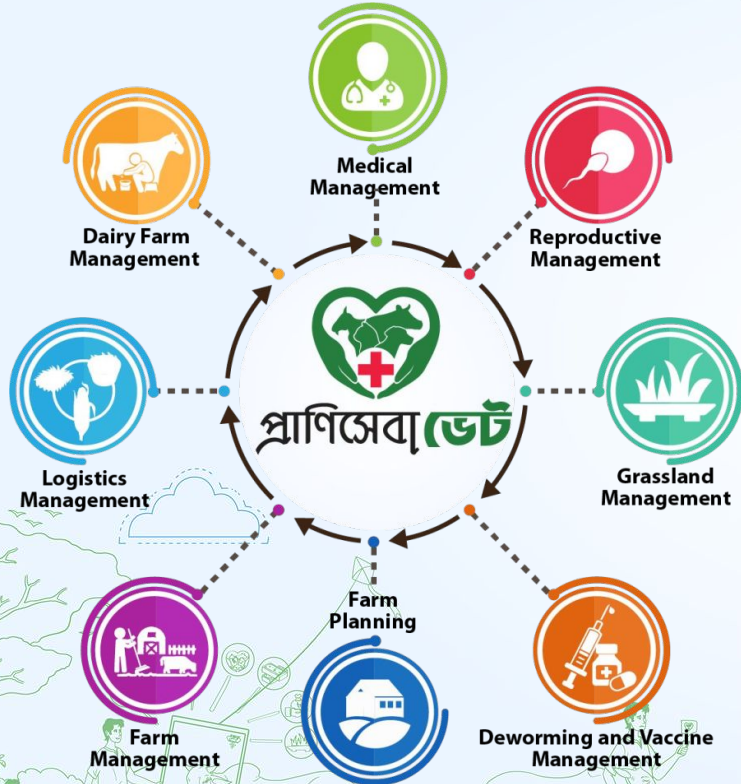 Medical
Management
Dairy Farm
Management
Reproductive
Management
প্রাণিসেবা ভেট
Logistics
Management
Grassland
Management
Farm
Planning
Farm
Management
Deworming and Vaccine
Management